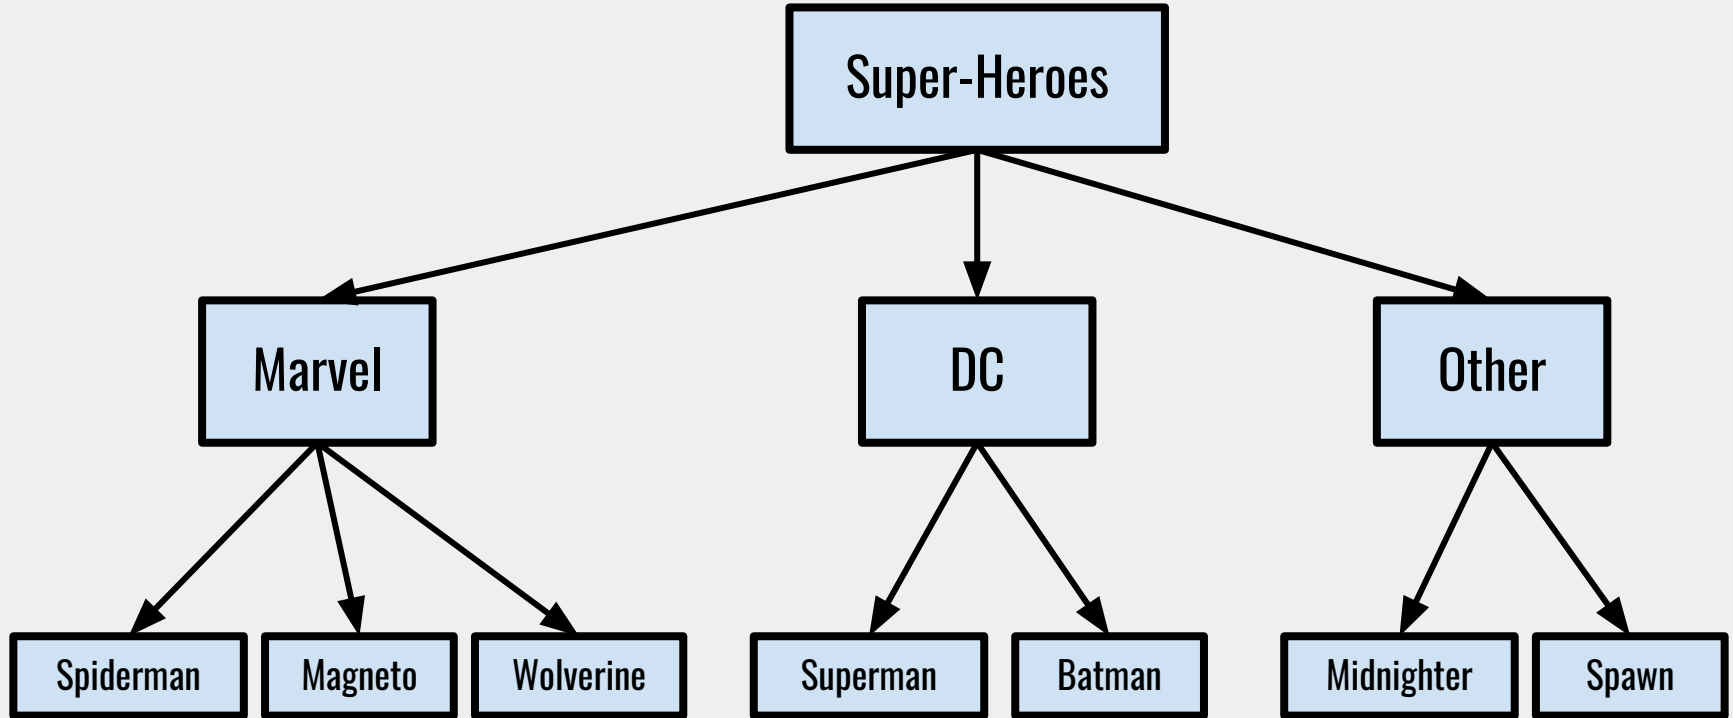 Super-Heroes
Marvel
DC
Other
Spiderman
Magneto
Wolverine
Superman
Batman
Midnighter
Spawn